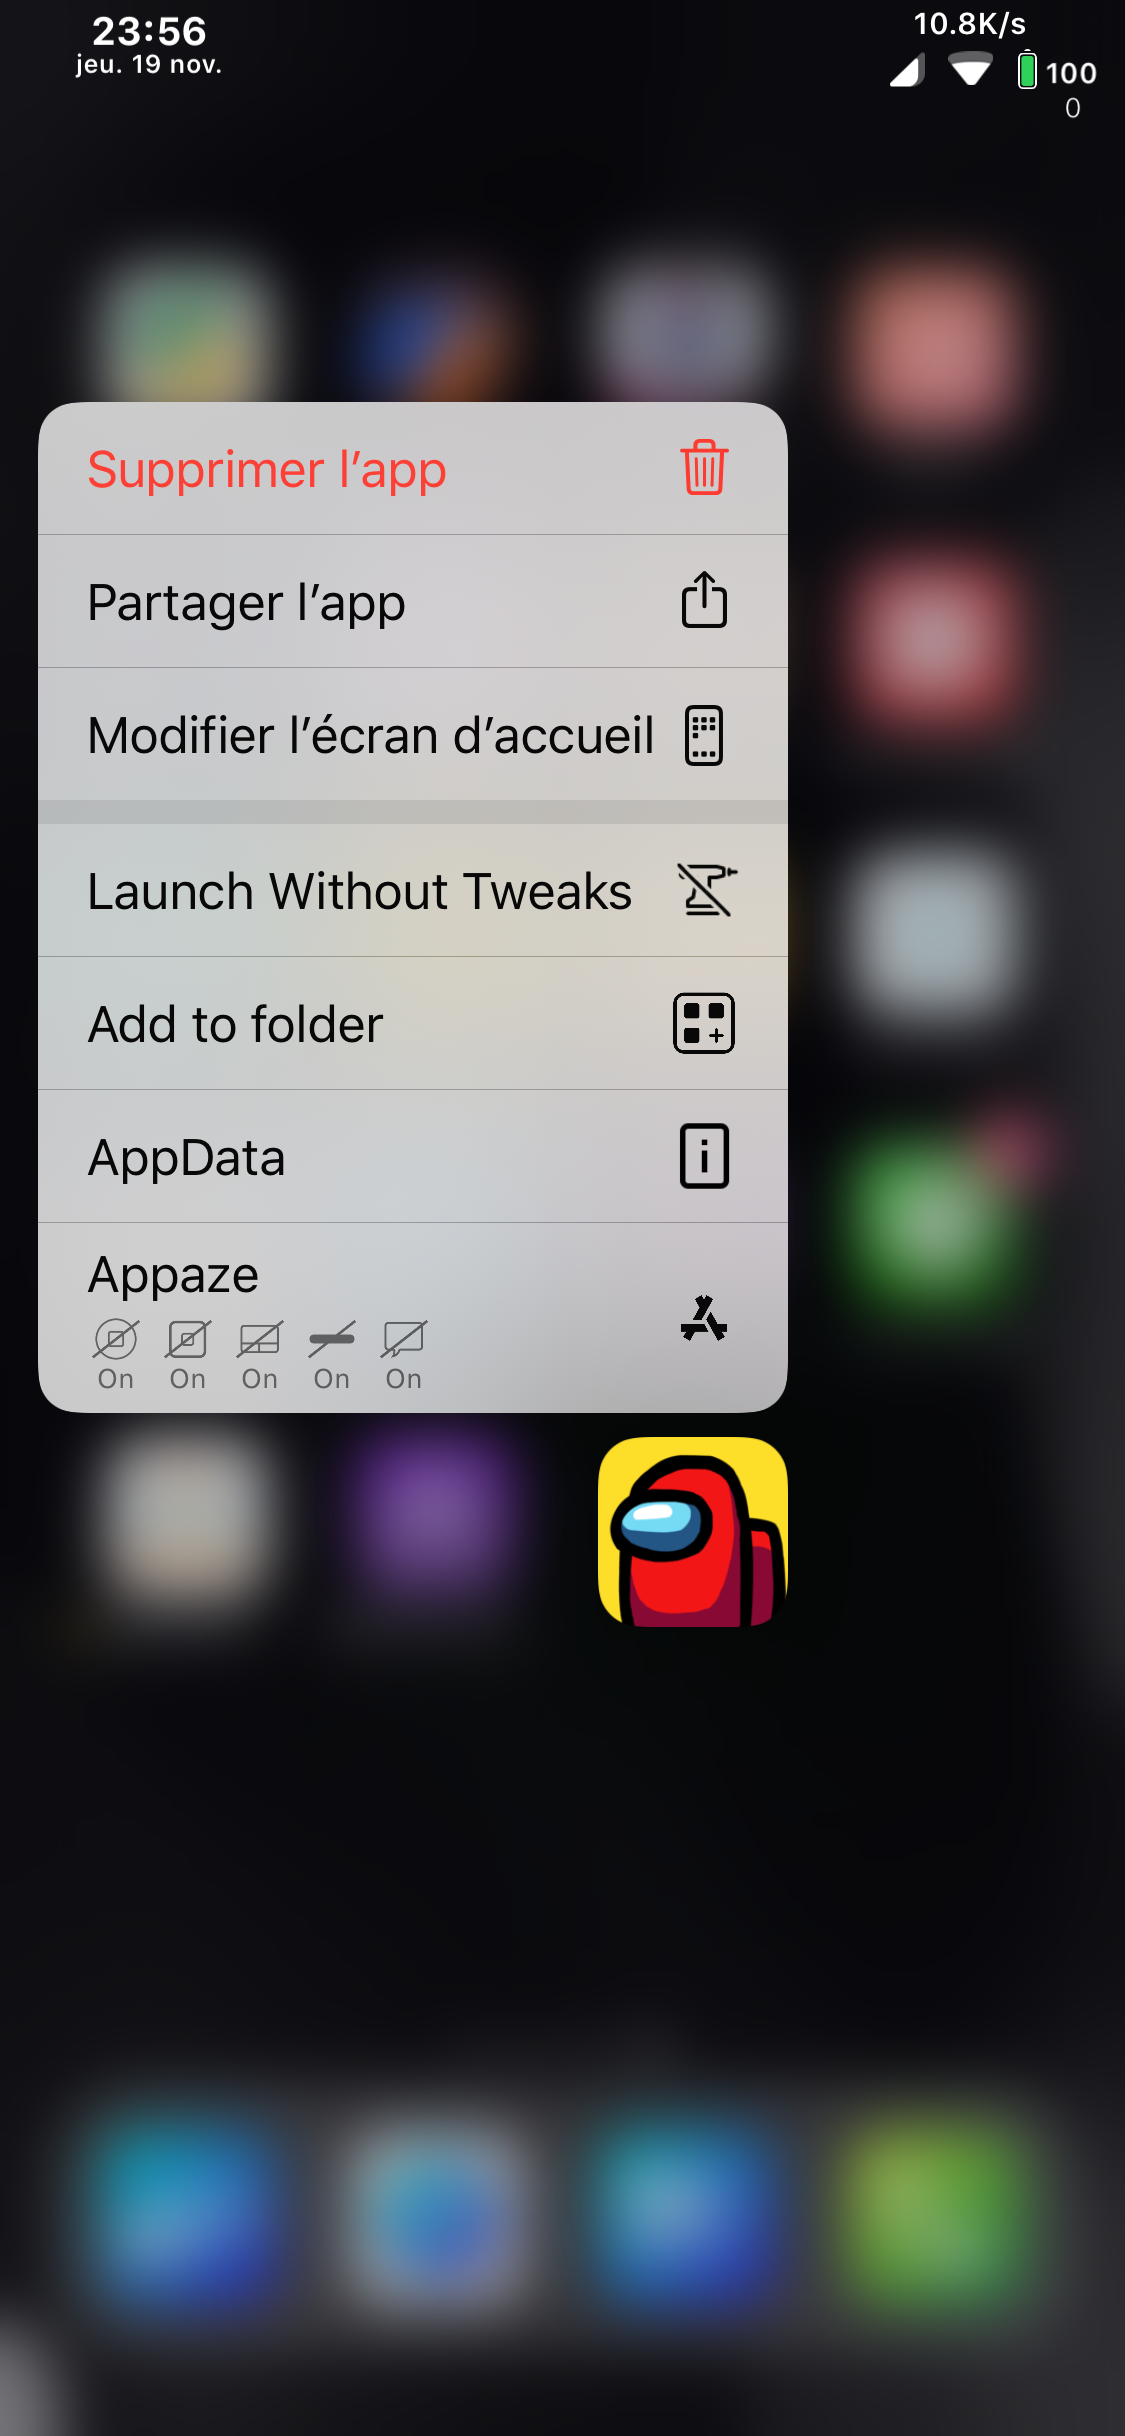 23:56
jeu. 19 nov.
10.8K/s
100
0
Supprimer l’app
Partager l’app
Modifier l’écran d’accueil
Launch Without Tweaks
Add to folder
AppData
Appaze
On On On On On